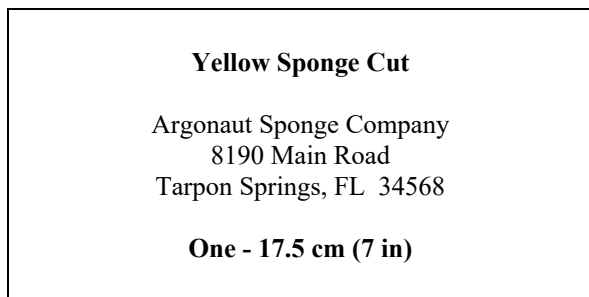 Yellow Sponge Cut
Argonaut Sponge Company
8190 Main Road
Tarpon Springs, FL  34568
One - 17.5 cm (7 in)